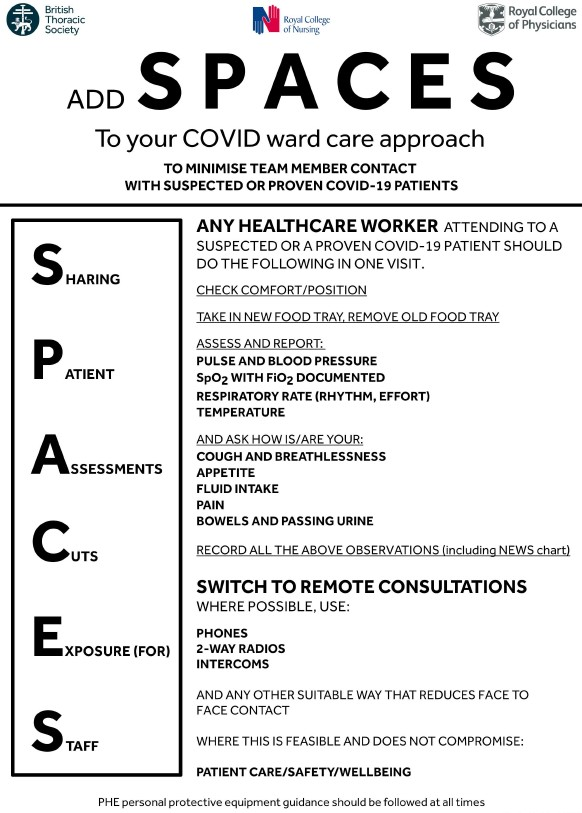 British
Thoracic
Society
Royal College
of Nursing
Royal College
of Physicians
ADD SPACES
To your COVID ward care approach
TO MINIMISE TEAM MEMBER CONTACT
WITH SUSPECTED OR PROVEN COVID-19 PATIENTS
SHARING
PATIENT
ASSESSMENTS
CUTS
EXPOSURE (FOR)
STAFF
ANY HEALTHCARE WORKER ATTENDING TO A
SUSPECTED OR A PROVEN COVID-19 PATIENT SHOULD
DO THE FOLLOWING IN ONE VISIT.
CHECK COMFORT/POSITION
TAKE IN NEW FOOD TRAY, REMOVE OLD FOOD TRAY
ASSESS AND REPORT:
PULSE AND BLOOD PRESSURE
SpO2 WITH FiO2 DOCUMENTED
RESPIRATORY RATE (RHYTHM, EFFORT)
TEMPERATURE
AND ASK HOW IS/ARE YOUR:
COUGH AND BREATHLESSNESS
APPETITE
FLUID INTAKE
PAIN
BOWELS AND PASSING URINE
RECORD ALL THE ABOVE OBSERVATIONS (including NEWS chart)
SWITCH TO REMOTE CONSULTATIONS
WHERE POSSIBLE, USE:
PHONES
2-WAY RADIOS
INTERCOMS
AND ANY OTHER SUITABLE WAY THAT REDUCES FACE TO
FACE CONTACT
WHERE THIS IS FEASIBLE AND DOES NOT COMPROMISE:
PATIENT CARE/SAFETY/WELLBEING
PHE personal protective equipment guidance should be followed at all times